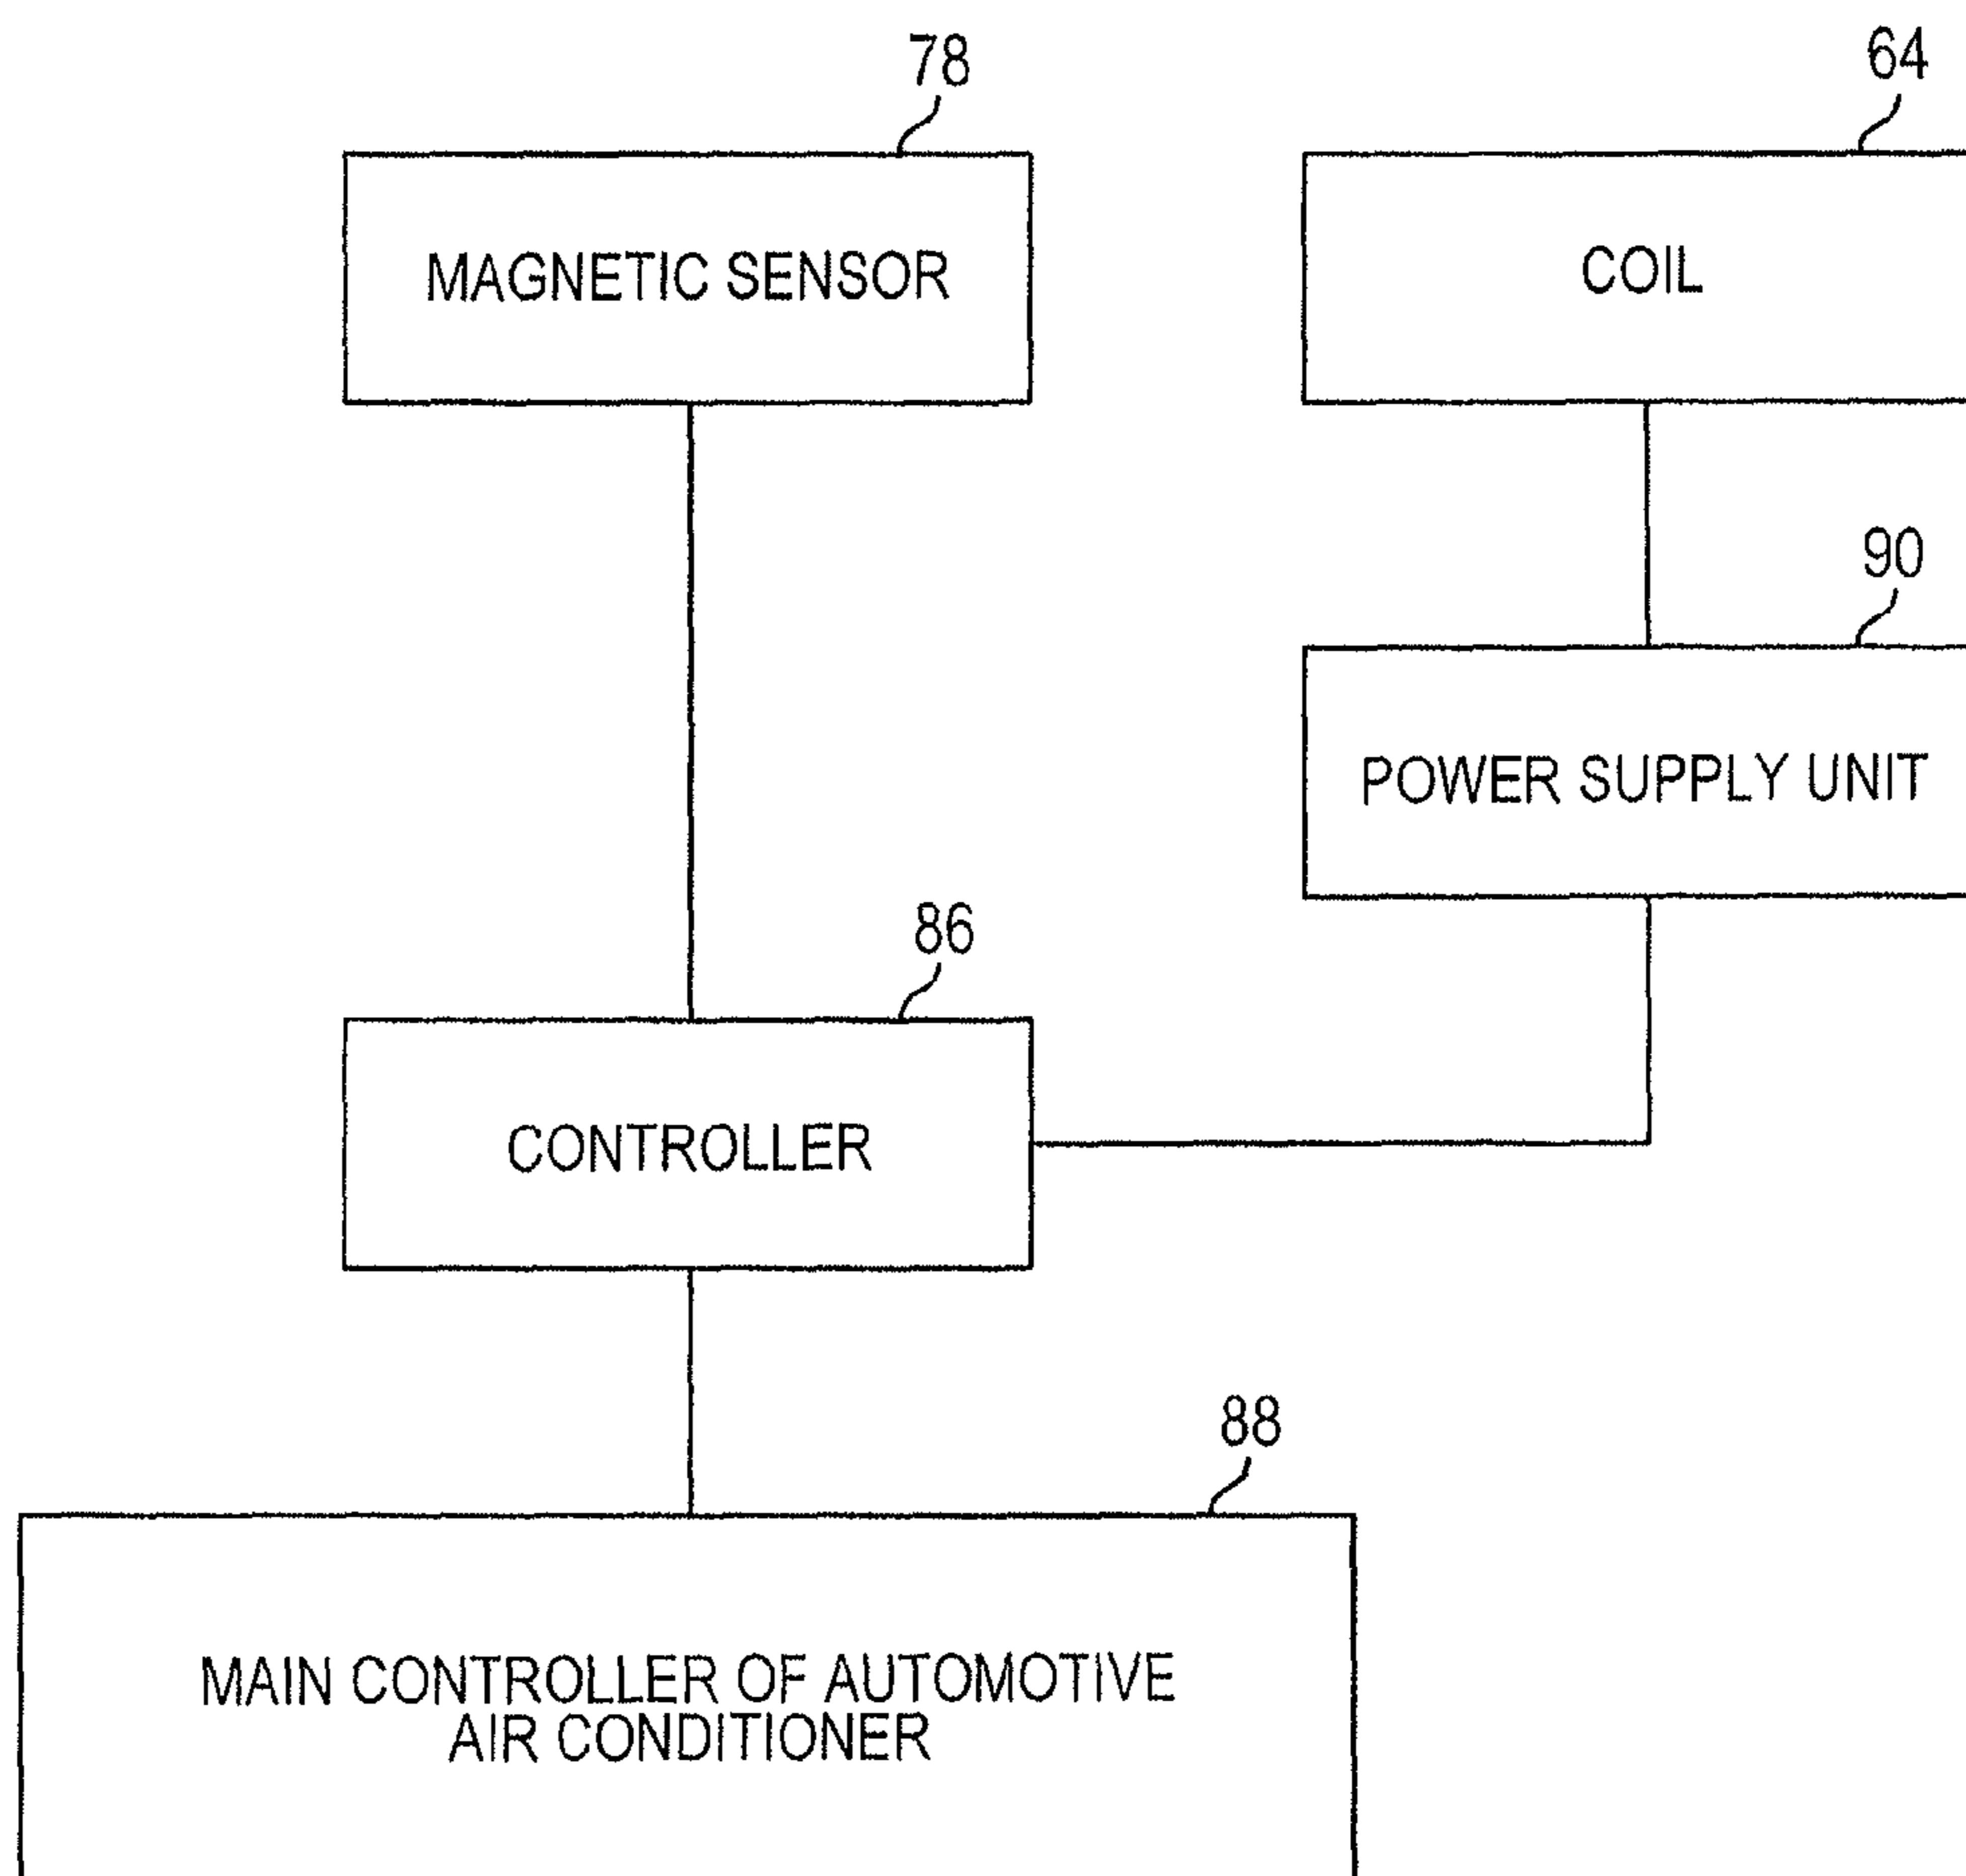 78
64
MAGNETIC SENSOR
COIL
90
POWER SUPPLY UNIT
86
CONTROLLER
88
MAIN CONTROLLER OF AUTOMOTIVE
AIR CONDITIONER